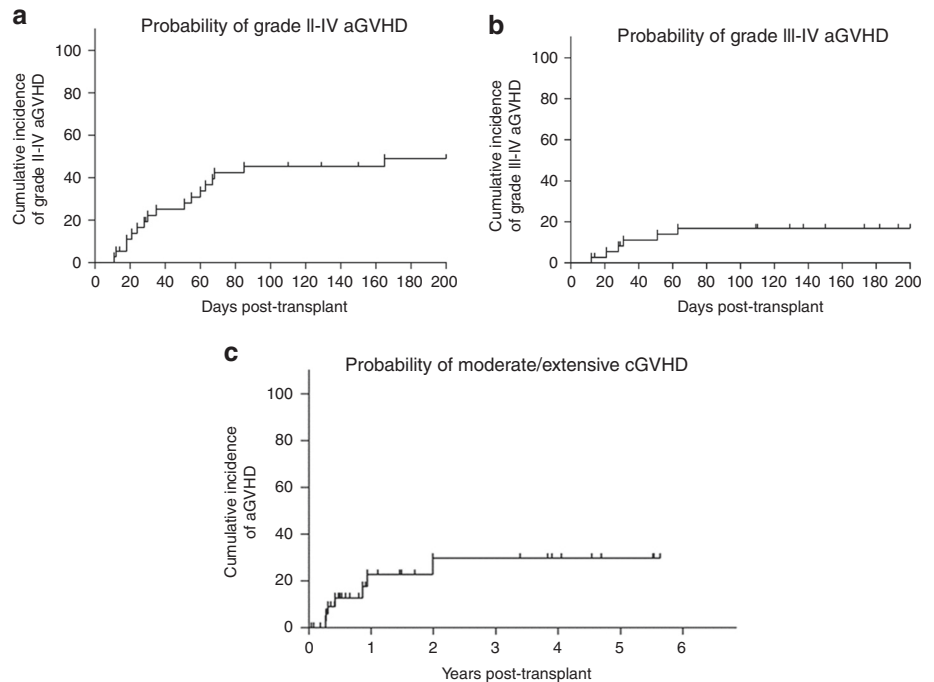 a
Probability of grade II-IV aGVHD
Cumulative incidence
of grade II-IV aGVHD
100
80
60
40
20
0
0 20 40 60 80 100 120 140 160 180 200
Days post-transplant
b
Probability of grade III-IV aGVHD
Cumulative incidence
of grade III-IV aGVHD
100
80
60
40
20
0
0 20 40 60 80 100 120 140 160 180 200
Days post-transplant
c
Probability of moderate/extensive cGVHD
Cumulative incidence
of aGVHD
100
80
60
40
20
0
0 1 2 3 4 5 6
Years post-transplant